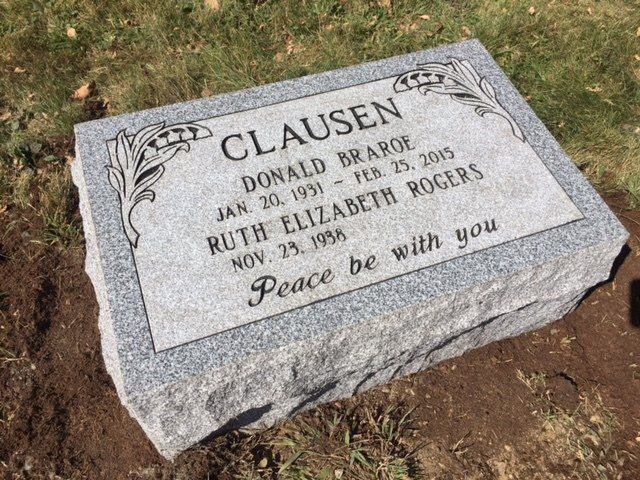 CLAUSEN
DONALD BRAROE
JAN. 20, 1931 ~ FEB. 25, 2015
RUTH ELIZABETH ROGERS
NOV. 23, 1938
Peace be with you